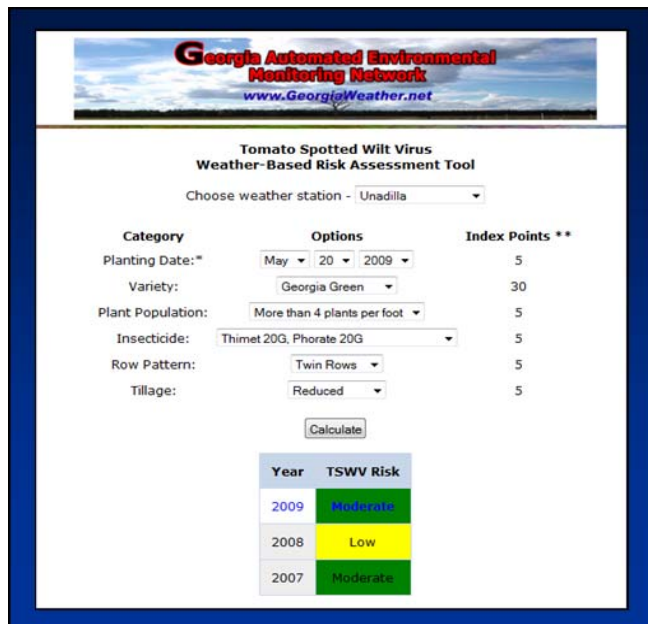 Georgia Automated Environmental
Monitoring Network
www.GeorgiaWeather.net
Tomato Spotted Wilt Virus
Weather-Based Risk Assessment Tool
Choose weather station - Unadilla
Category Options Index Points **
Planting Date:* May 20 2009 5
Variety: Georgia Green 30
Plant Population: More than 4 plants per foot 5
Insecticide: Thimet 20G, Phorate 20G 5
Row Pattern: Twin Rows 5
Tillage: Reduced 5
Calculate
Year TSWV Risk
2009 Moderate
2008 Low
2007 Moderate